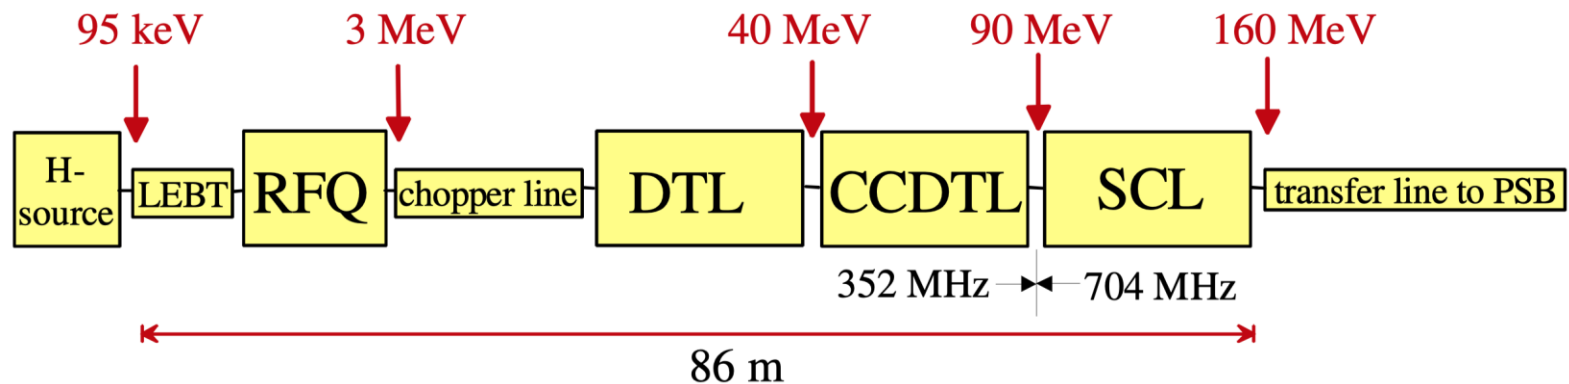 95 keV
3 MeV
40 MeV
90 MeV
160 MeV
H-
source
LEBT
RFQ
chopper line
DTL
CCDTL
SCL
transfer line to PSB
352 MHz
704 MHz
86 m